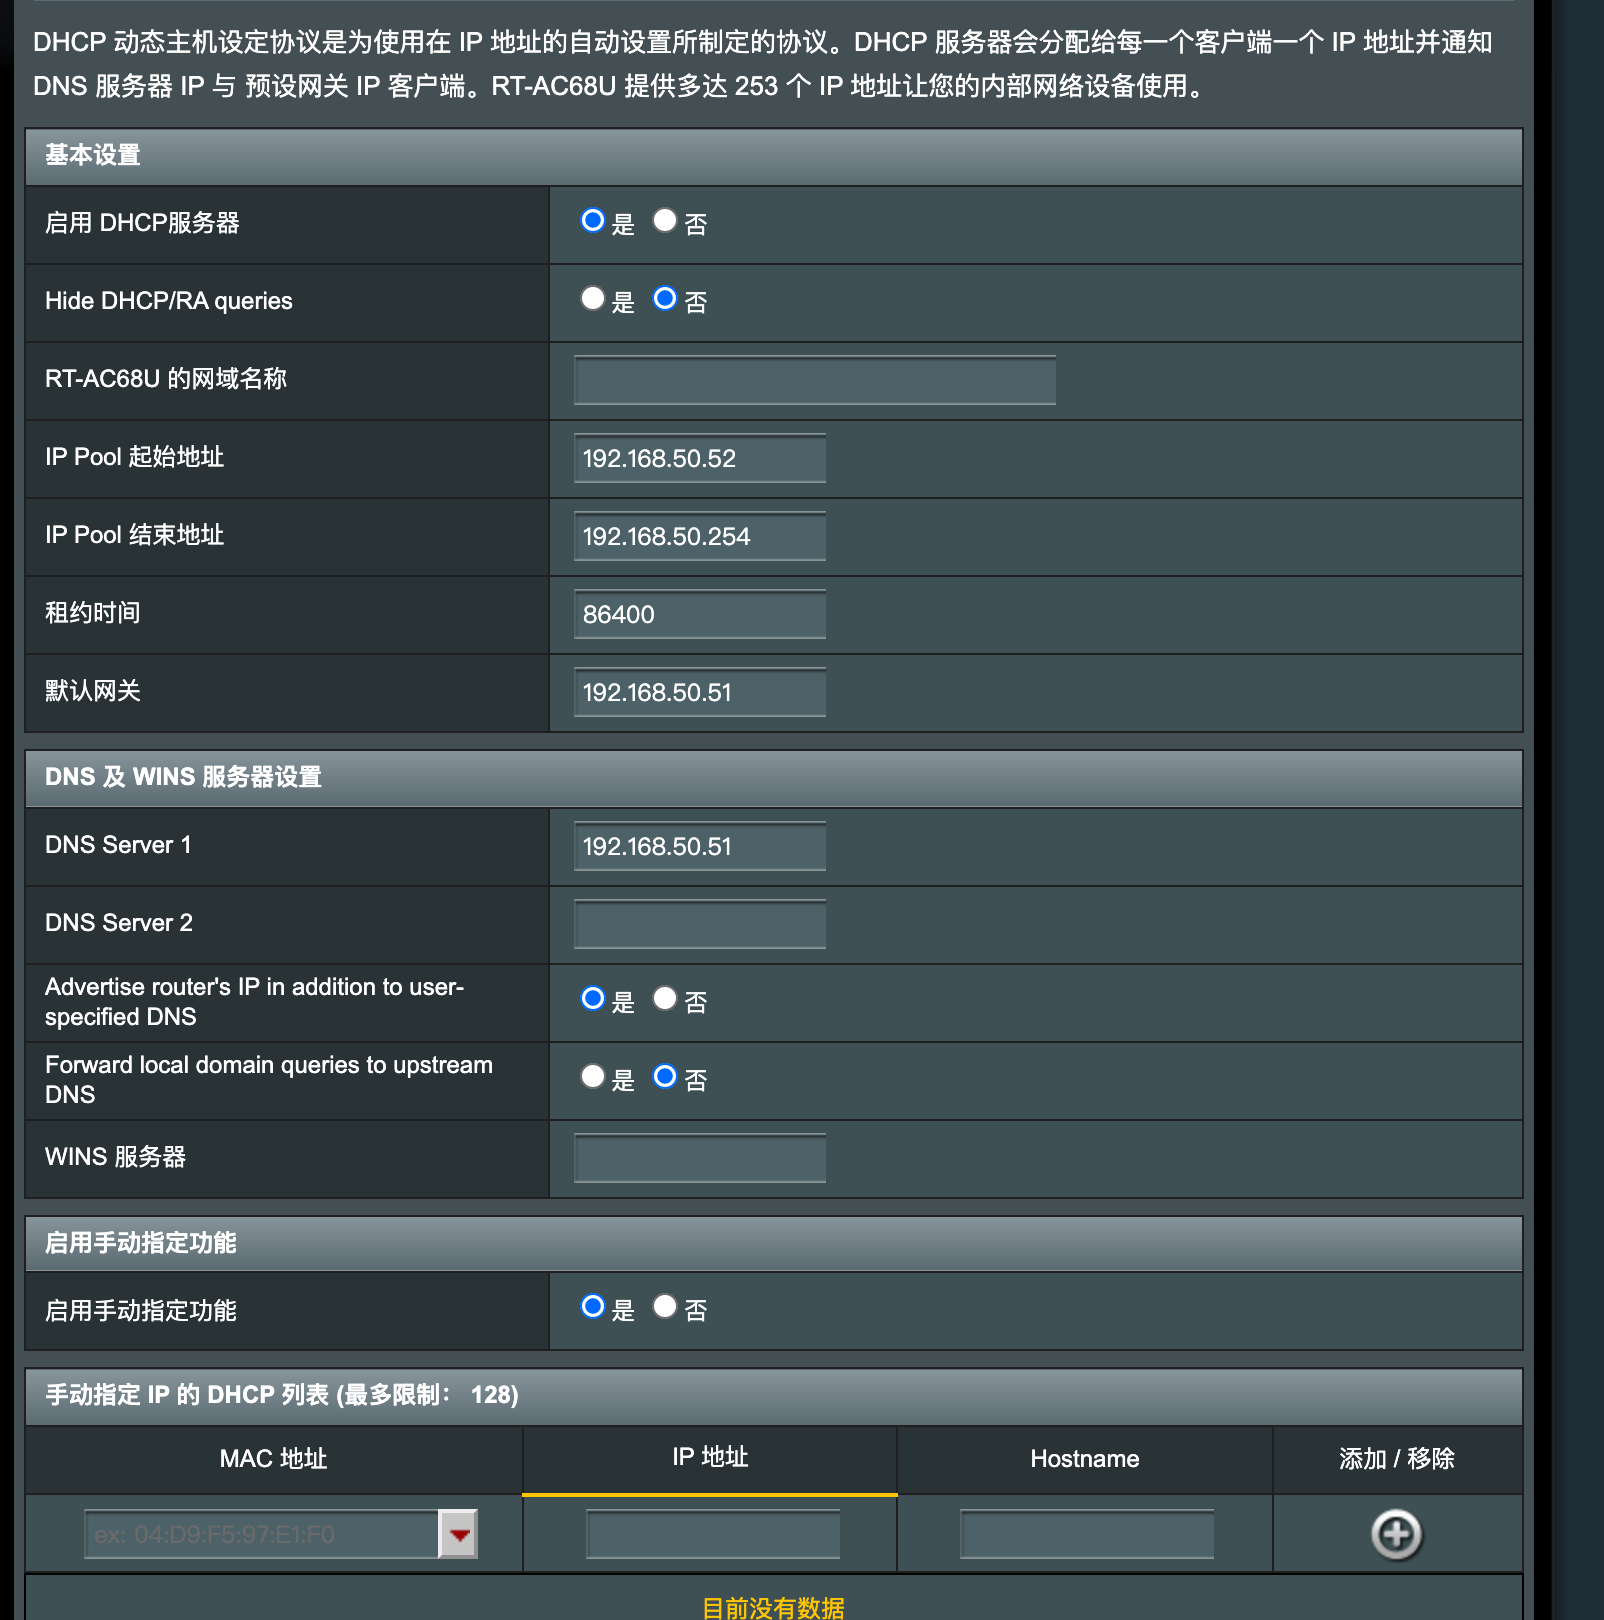 DHCP 动态主机设定协议是为使用在 IP 地址的自动设置所制定的协议。DHCP 服务器会分配给每一个客户端一个 IP 地址并通知
DNS 服务器 IP 与 预设网关 IP 客户端。RT-AC68U 提供多达 253 个 IP 地址让您的内部网络设备使用。
基本设置
启用 DHCP服务器 是 否
Hide DHCP/RA queries 是 否
RT-AC68U 的网域名称
IP Pool 起始地址 192.168.50.52
IP Pool 结束地址 192.168.50.254
租约时间 86400
默认网关 192.168.50.51
DNS 及 WINS 服务器设置
DNS Server 1 192.168.50.51
DNS Server 2
Advertise router's IP in addition to user-
specified DNS 是 否
Forward local domain queries to upstream
DNS 是 否
WINS 服务器
启用手动指定功能
启用手动指定功能 是 否
手动指定 IP 的 DHCP 列表 (最多限制： 128)
MAC 地址 IP 地址 Hostname 添加 / 移除
ex: 04:D9:F5:97:E1:F0
目前没有数据